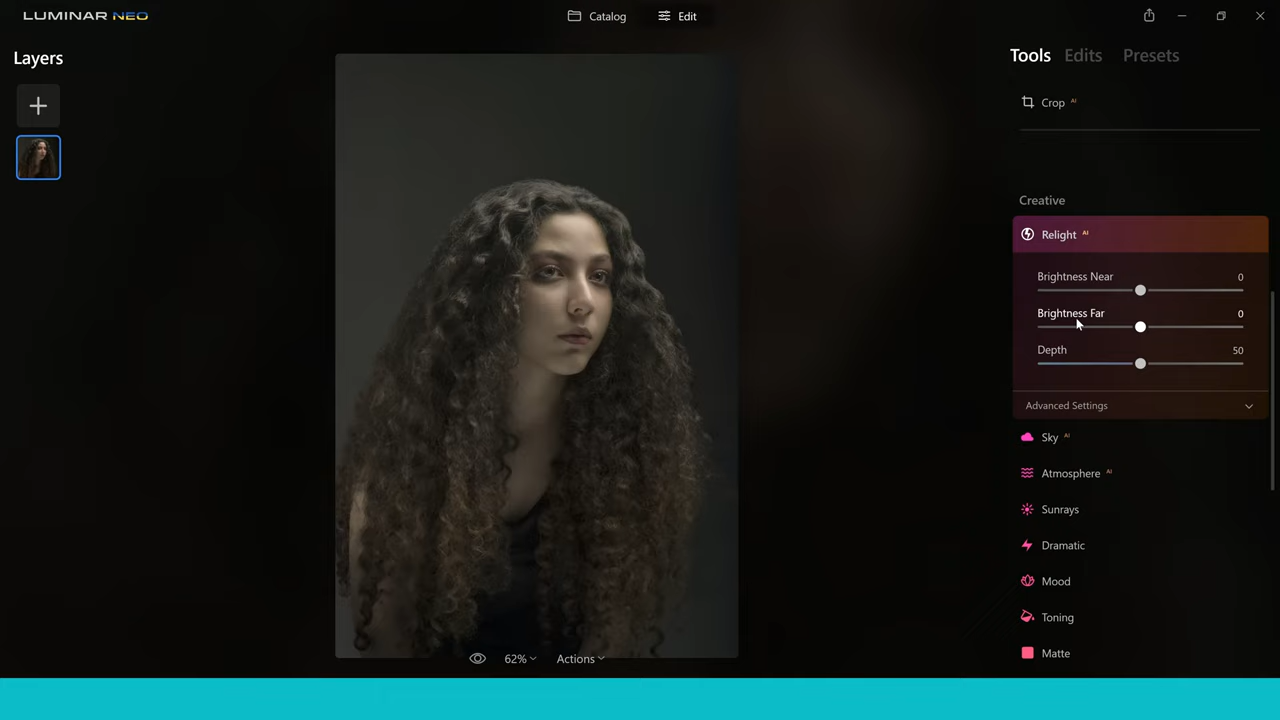 LUMINAR NEO
Catalog
Edit
Layers
Tools
Edits
Presets
Crop AI
Creative
Relight AI
Brightness Near 0
Brightness Far 0
Depth 50
Advanced Settings
Sky AI
Atmosphere AI
Sunrays
Dramatic
Mood
Toning
Matte
62%
Actions